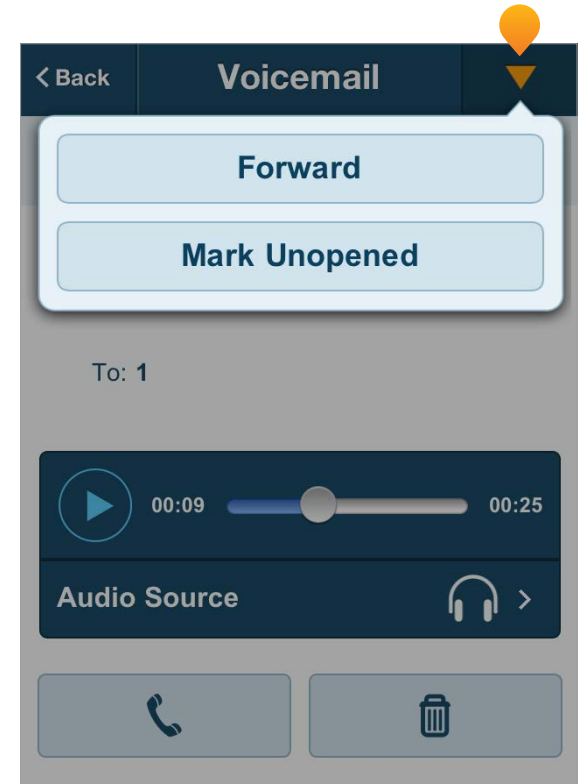 Back Voicemail
Forward
Mark Unopened
To: 1
00:09 00:25
Audio Source